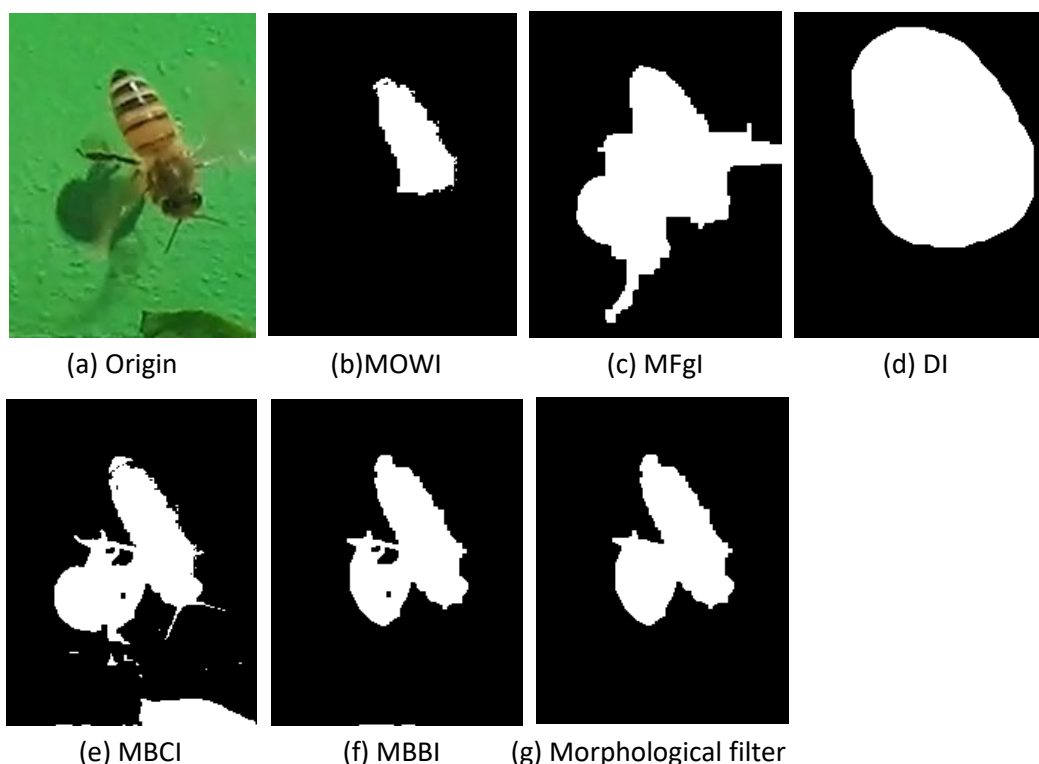 (a) Origin
(b)MOWI
(c) MFgI
(d) DI
(e) MBCI
(f) MBBI
(g) Morphological filter